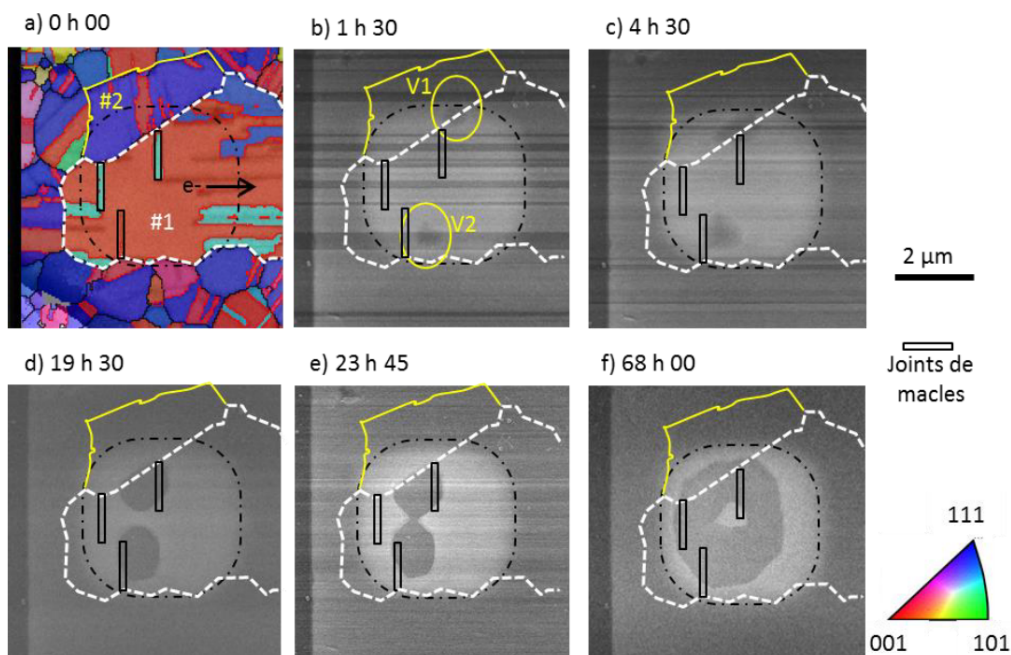 a) 0 h 00
b) 1 h 30
c) 4 h 30
#2
V1
e-
#1
V2
2 µm
Joints de
macles
d) 19 h 30
e) 23 h 45
f) 68 h 00
111
001
101